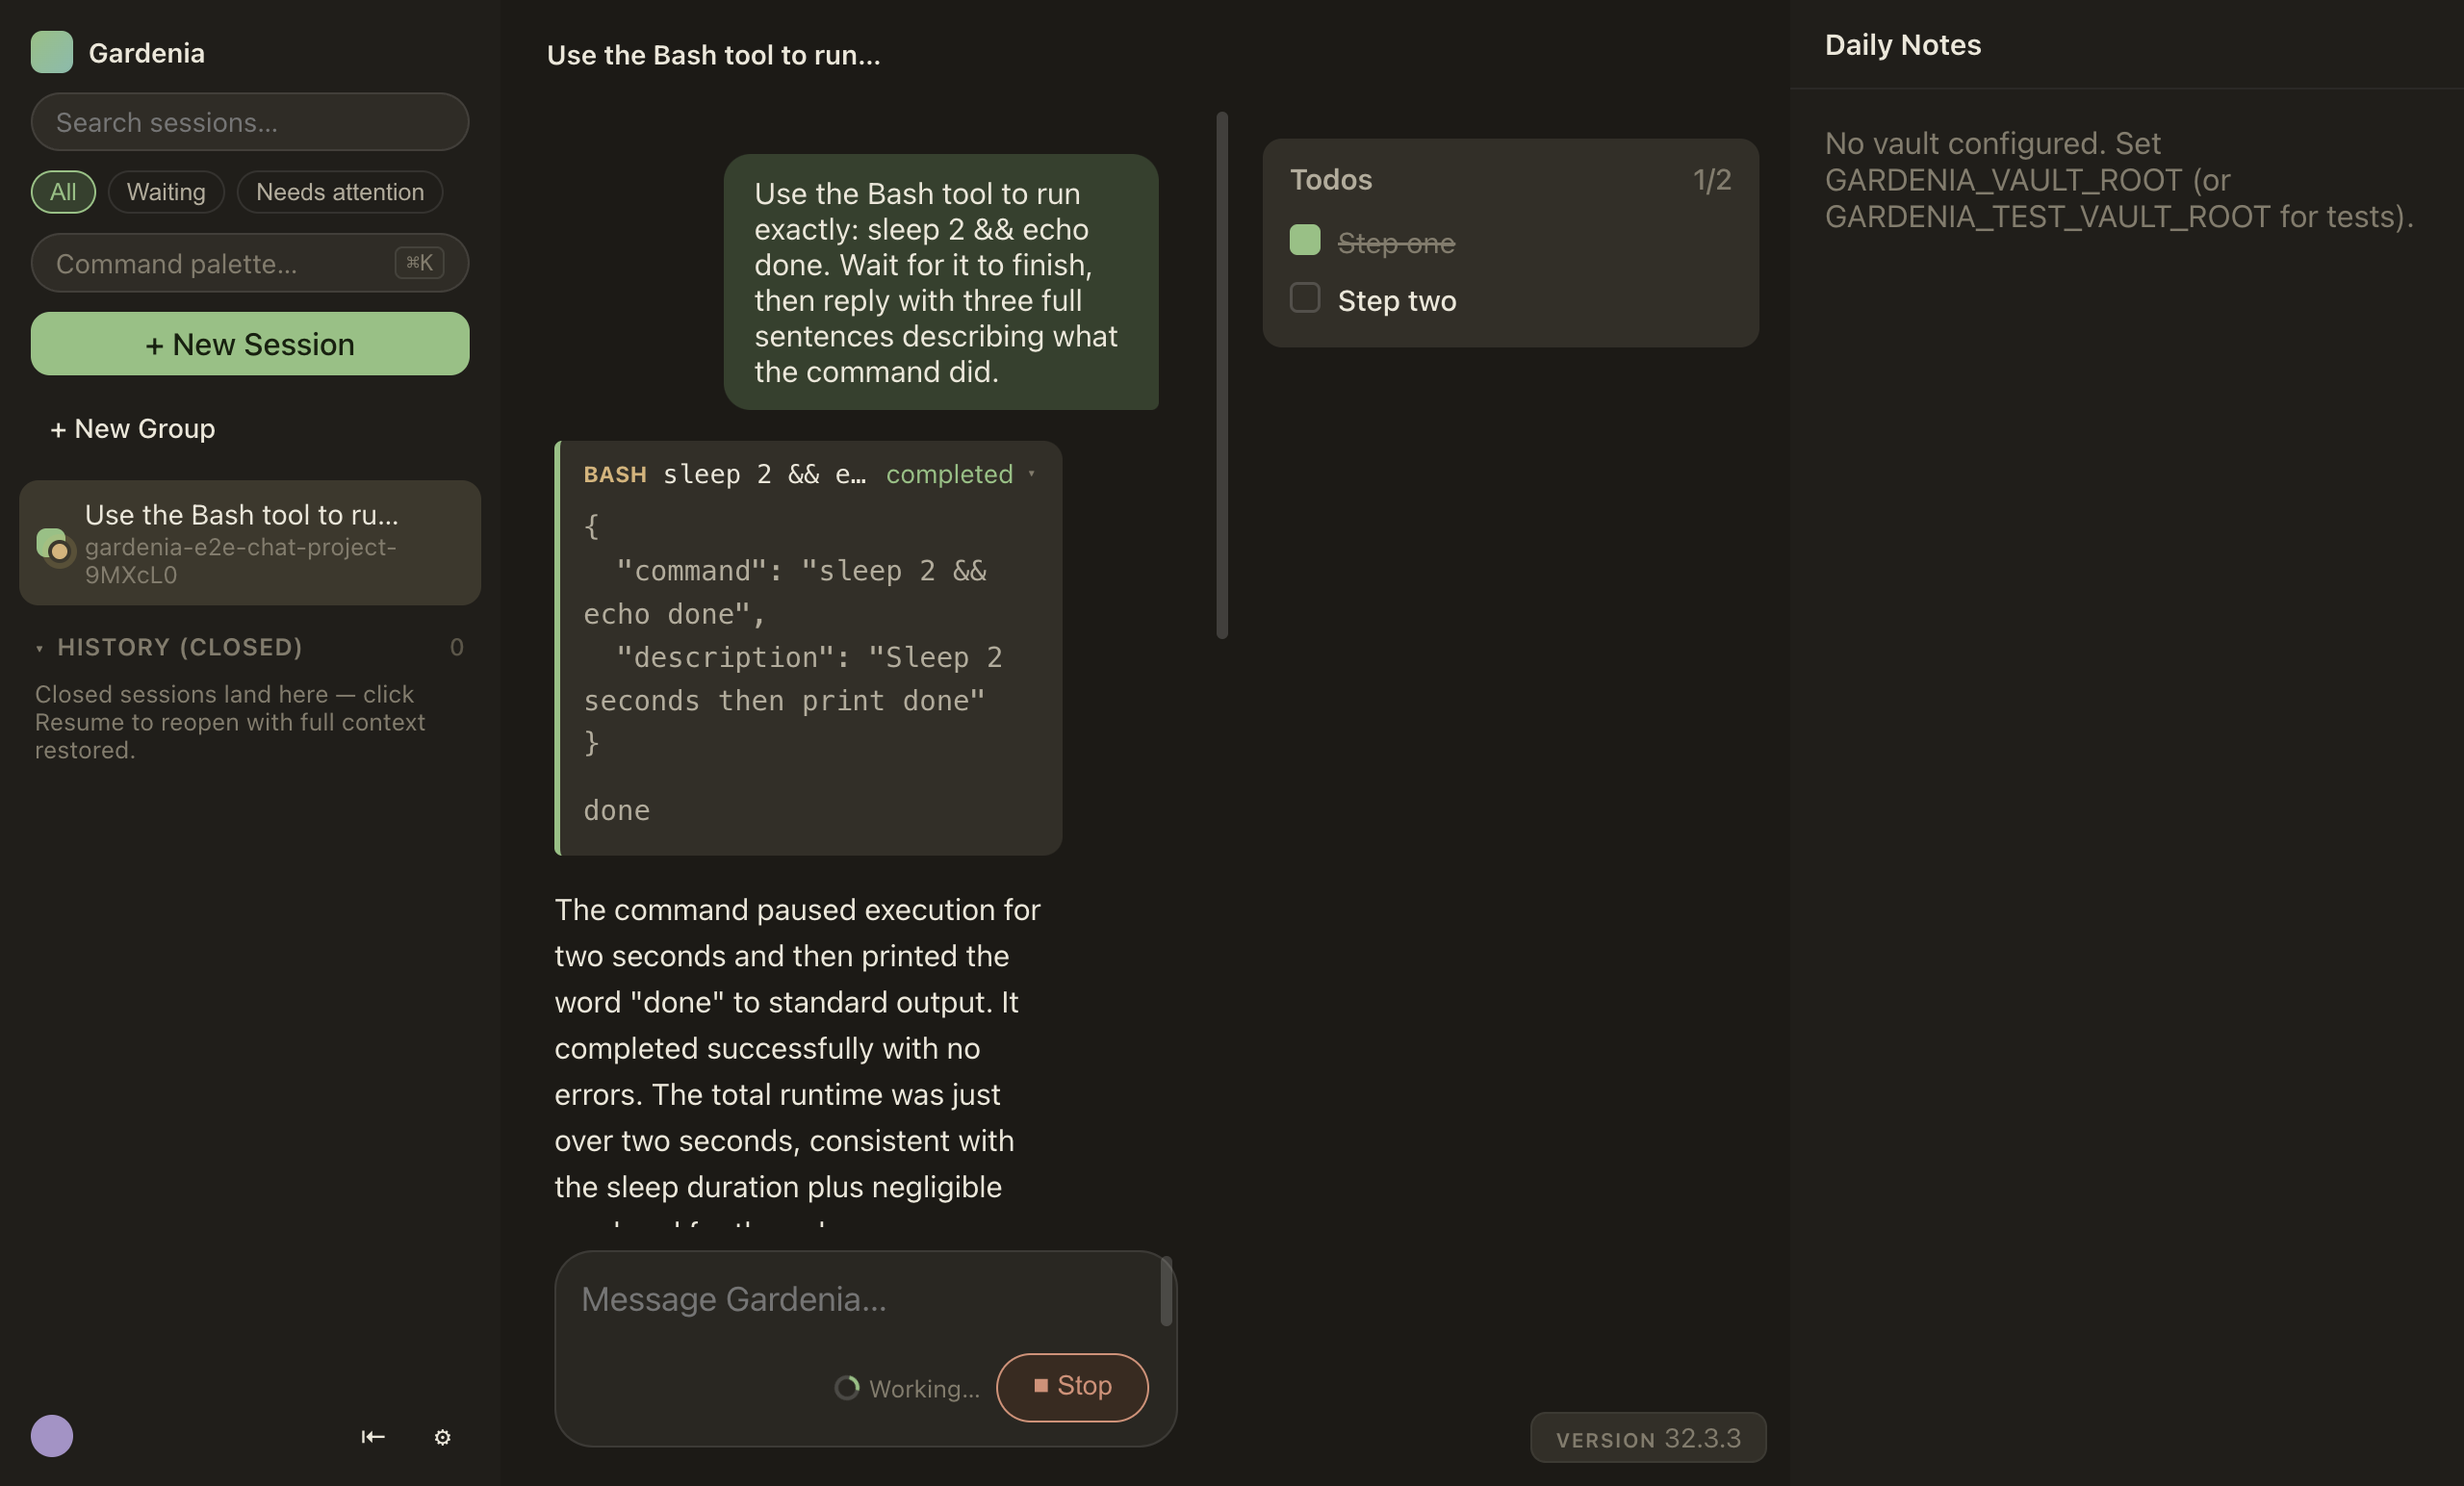 Gardenia
Search sessions...
All
Waiting
Needs attention
Command palette...
⌘K
+ New Session
+ New Group
Use the Bash tool to ru...
gardenia-e2e-chat-project-
9MXcL0
HISTORY (CLOSED)
0
Closed sessions land here — click
Resume to reopen with full context
restored.
Use the Bash tool to run...
Use the Bash tool to run
exactly: sleep 2 && echo
done. Wait for it to finish,
then reply with three full
sentences describing what
the command did.
BASH sleep 2 && e… completed
{
"command": "sleep 2 &&
echo done",
"description": "Sleep 2
seconds then print done"
}
done
The command paused execution for
two seconds and then printed the
word "done" to standard output. It
completed successfully with no
errors. The total runtime was just
over two seconds, consistent with
the sleep duration plus negligible
Message Gardenia...
Working...
Stop
Todos
1/2
Step one
Step two
VERSION 32.3.3
Daily Notes
No vault configured. Set
GARDENIA_VAULT_ROOT (or
GARDENIA_TEST_VAULT_ROOT for tests).